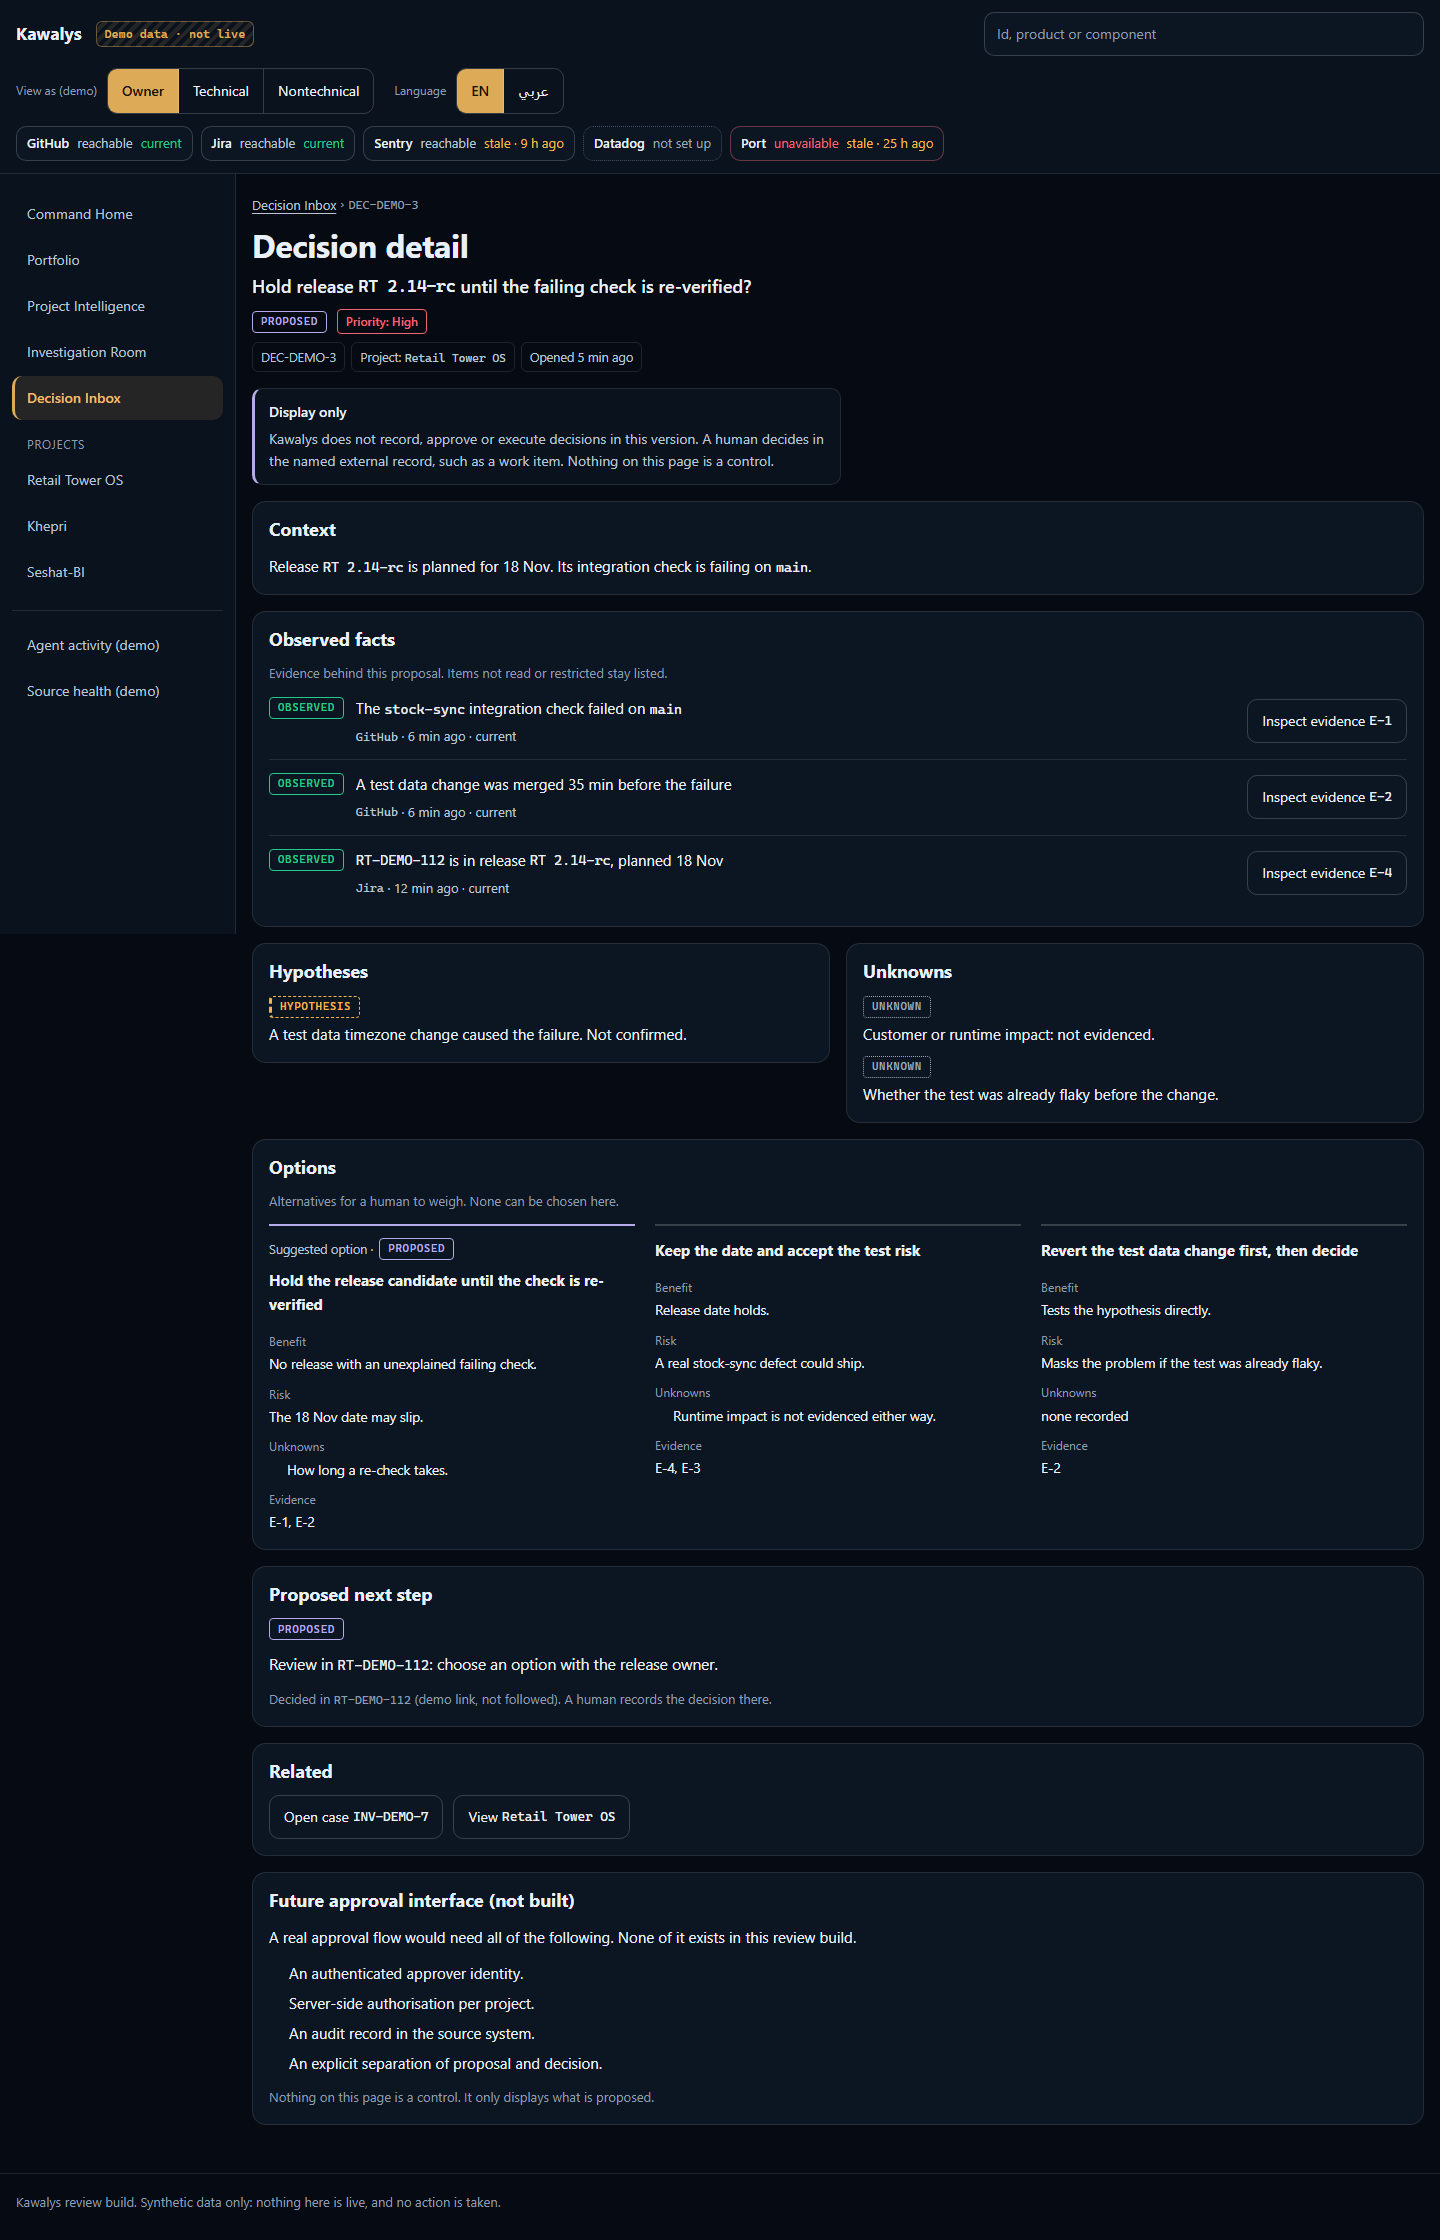 Kawalys
Demo data · not live
Id, product or component
View as (demo)
Owner
Technical
Nontechnical
Language
EN
عربي
GitHub reachable current
Jira reachable current
Sentry reachable stale · 9 h ago
Datadog not set up
Port unavailable stale · 25 h ago
Command Home
Portfolio
Project Intelligence
Investigation Room
Decision Inbox
PROJECTS
Retail Tower OS
Khepri
Seshat-BI
Agent activity (demo)
Source health (demo)
Decision Inbox › DEC-DEMO-3
Decision detail
Hold release RT 2.14-rc until the failing check is re-verified?
PROPOSED
Priority: High
DEC-DEMO-3
Project: Retail Tower OS
Opened 5 min ago
Display only
Kawalys does not record, approve or execute decisions in this version. A human decides in
the named external record, such as a work item. Nothing on this page is a control.
Context
Release RT 2.14-rc is planned for 18 Nov. Its integration check is failing on main.
Observed facts
Evidence behind this proposal. Items not read or restricted stay listed.
OBSERVED
The stock-sync integration check failed on main
GitHub · 6 min ago · current
Inspect evidence E-1
OBSERVED
A test data change was merged 35 min before the failure
GitHub · 6 min ago · current
Inspect evidence E-2
OBSERVED
RT-DEMO-112 is in release RT 2.14-rc, planned 18 Nov
Jira · 12 min ago · current
Inspect evidence E-4
Hypotheses
HYPOTHESIS
A test data timezone change caused the failure. Not confirmed.
Unknowns
UNKNOWN
Customer or runtime impact: not evidenced.
UNKNOWN
Whether the test was already flaky before the change.
Options
Alternatives for a human to weigh. None can be chosen here.
Suggested option · PROPOSED
Hold the release candidate until the check is re-
verified
Benefit
No release with an unexplained failing check.
Risk
The 18 Nov date may slip.
Unknowns
How long a re-check takes.
Evidence
E-1, E-2
Keep the date and accept the test risk
Benefit
Release date holds.
Risk
A real stock-sync defect could ship.
Unknowns
Runtime impact is not evidenced either way.
Evidence
E-4, E-3
Revert the test data change first, then decide
Benefit
Tests the hypothesis directly.
Risk
Masks the problem if the test was already flaky.
Unknowns
none recorded
Evidence
E-2
Proposed next step
PROPOSED
Review in RT-DEMO-112: choose an option with the release owner.
Decided in RT-DEMO-112 (demo link, not followed). A human records the decision there.
Related
Open case INV-DEMO-7
View Retail Tower OS
Future approval interface (not built)
A real approval flow would need all of the following. None of it exists in this review build.
An authenticated approver identity.
Server-side authorisation per project.
An audit record in the source system.
An explicit separation of proposal and decision.
Nothing on this page is a control. It only displays what is proposed.
Kawalys review build. Synthetic data only: nothing here is live, and no action is taken.